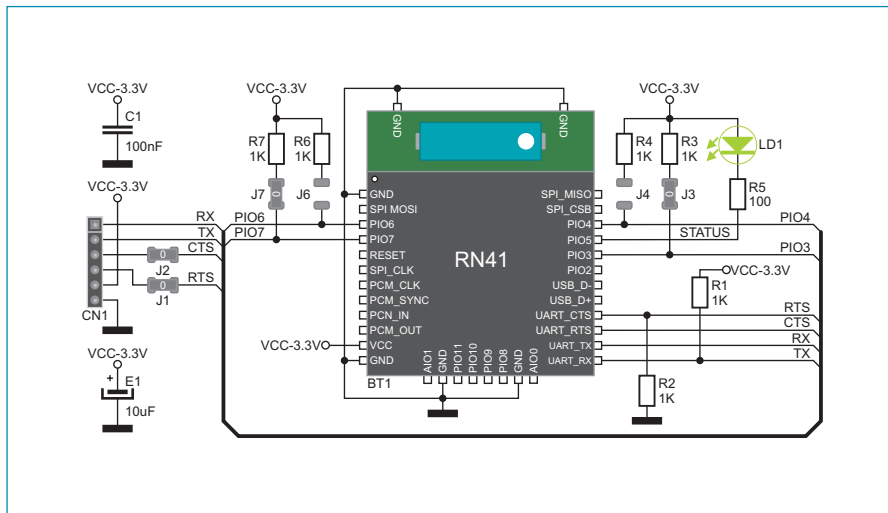 VCC-3.3V
C1
100nF
VCC-3.3V
RX
TX
CTS
J2
RTS
J1
CN1
VCC-3.3V
+
E1
10uF
VCC-3.3V
R7
1K
R6
1K
J7
0
J6
PIO6
PIO7
0
0
VCC-3.3V
GND
GND
GND
SPI MOSI
PIO6
PIO7
RESET
SPI_CLK
PCM_CLK
PCM_SYNC
PCN_IN
PCM_OUT
VCC
GND
BT1
RN41
AIO1
GND
PIO11
PIO10
PIO9
PIO8
GND
AIO0
SPI_MISO
SPI_CSB
PIO4
PIO5
PIO3
PIO2
USB_D-
USB_D+
UART_CTS
UART_RTS
UART_TX
UART_RX
VCC-3.3V
R4
1K
R3
1K
LD1
J4
0
J3
R5
100
PIO4
STATUS
PIO3
VCC-3.3V
R1
1K
RTS
CTS
RX
TX
R2
1K